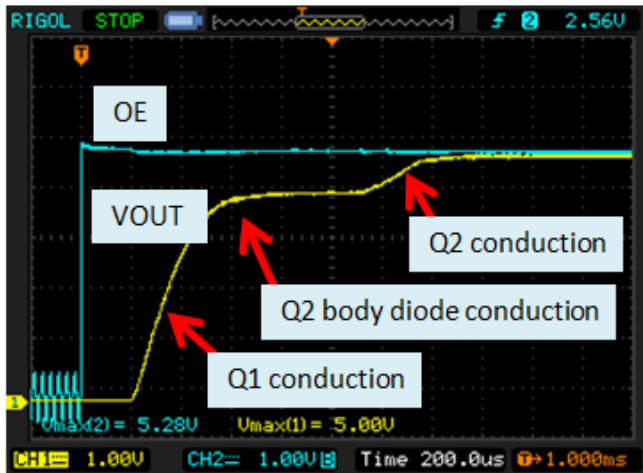 RIGOL STOP T f 2 2.56V
T
OE
VOUT
Q2 conduction
Q2 body diode conduction
Q1 conduction
1
Vmax(2)= 5.28V Vmax(1)= 5.00V
CH1 1.00V CH2 1.00V B Time 200.0us T→1.000ms